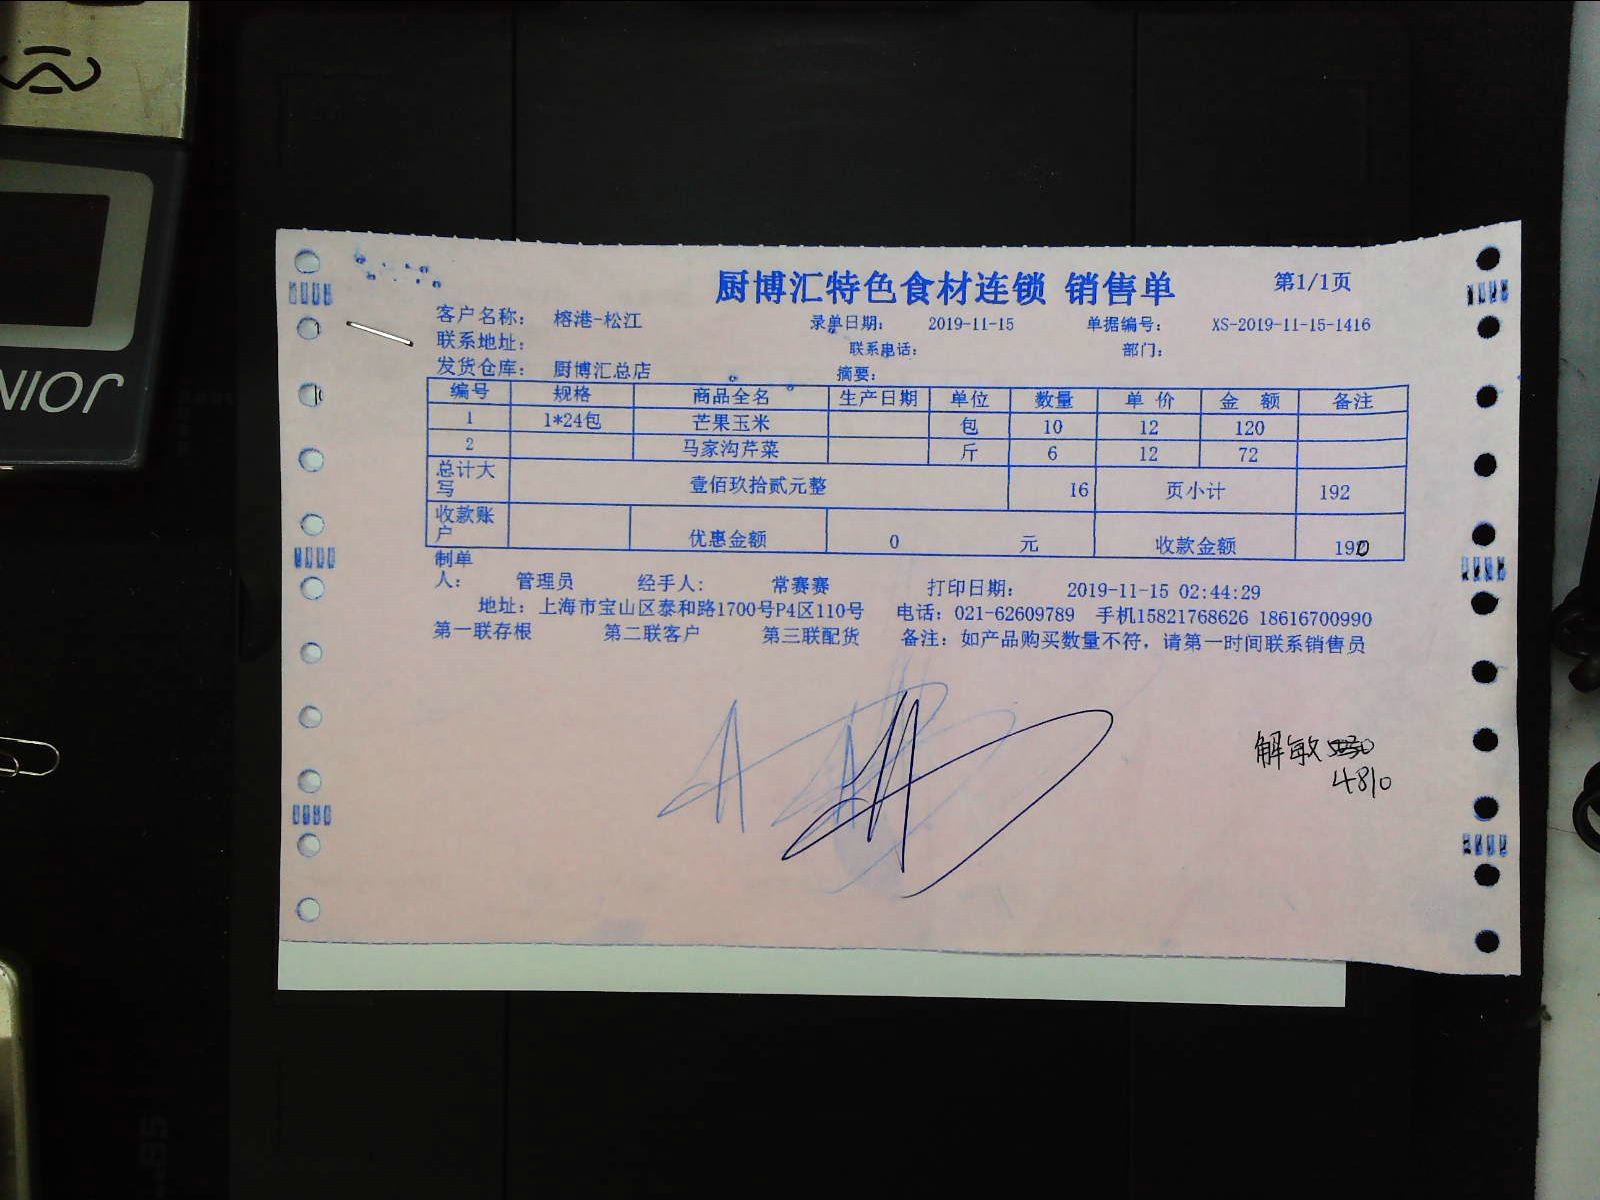 厨博汇特色食材连锁 销售单 第1/1页
客户名称： 榕港-松江 录单日期： 2019-11-15 单据编号： XS-2019-11-15-1416
联系地址： 联系电话： 部门：
发货仓库： 厨博汇总店 摘要：
编号 规格 商品全名 生产日期 单位 数量 单 价 金 额 备注
1 1*24包 芒果玉米 包 10 12 120
2 马家沟芹菜 斤 6 12 72
总计大写 壹佰玖拾贰元整 16 页小计 192
收款账户 优惠金额 0 元 收款金额 190
制单人： 管理员 经手人： 常赛赛 打印日期： 2019-11-15 02:44:29
地址：上海市宝山区泰和路1700号P4区110号 电话：021-62609789 手机15821768626 18616700990
第一联存根 第二联客户 第三联配货 备注：如产品购买数量不符，请第一时间联系销售员
解敏
4810
NIOR